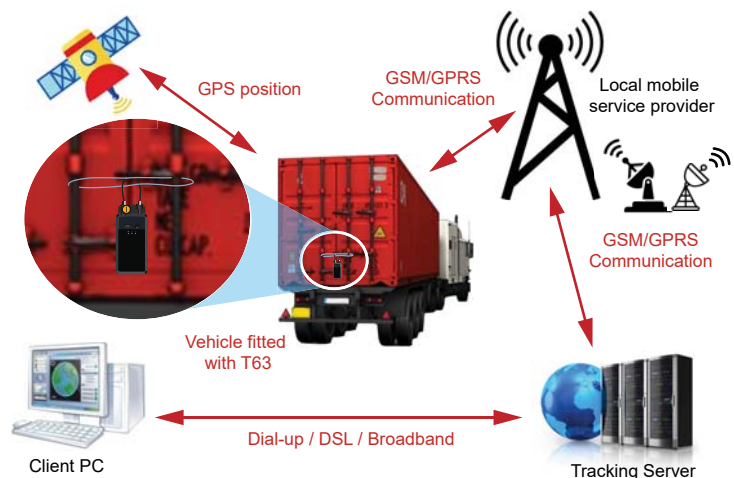 GPS position
GSM/GPRS
Communication
Local mobile
service provider
GSM/GPRS
Communication
Vehicle fitted
with T63
Dial-up / DSL / Broadband
Client PC
Tracking Server